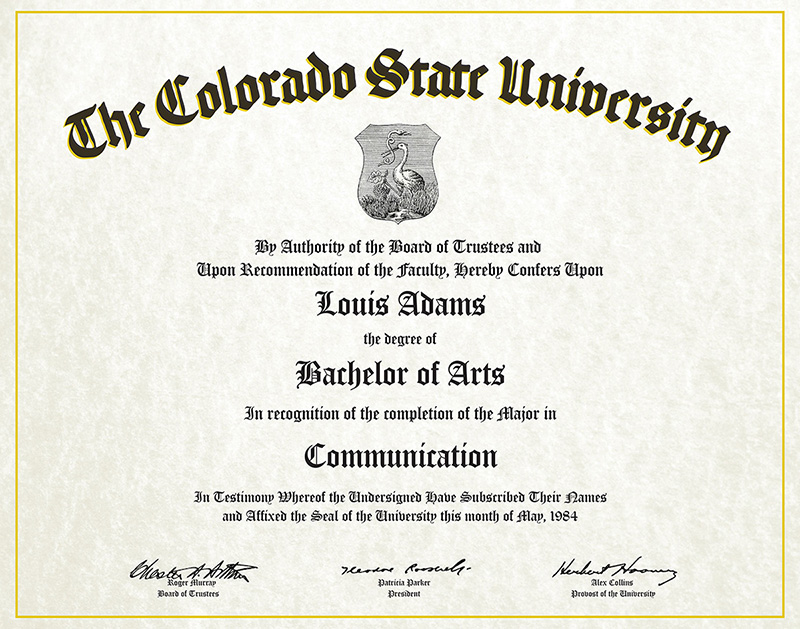 The Colorado State University
By Authority of the Board of Trustees and
Upon Recommendation of the Faculty, Hereby Confers Upon
Louis Adams
the degree of
Bachelor of Arts
In recognition of the completion of the Major in
Communication
In Testimony Whereof the Undersigned Have Subscribed Their Names
and Affixed the Seal of the University this month of May, 1984
Chester A. Arthur Theodore Roosevelt Herbert Hoover
Roger Murray Patricia Parker Alex Collins
Board of Trustees President Provost of the University